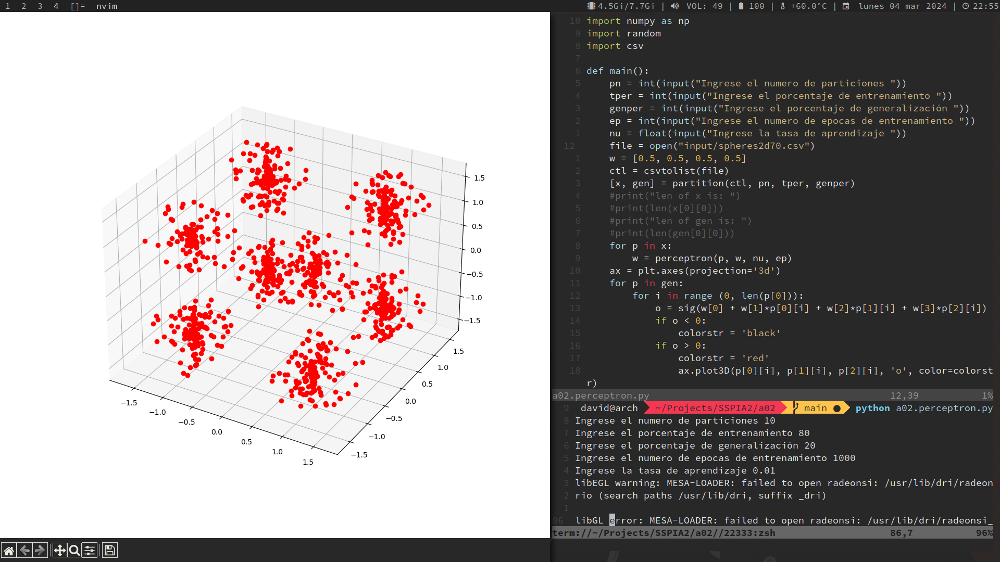 1 2 3 4 []= nvim
4.5Gi/7.7Gi | VOL: 49 | 100 | +60.0°C | lunes 04 mar 2024 | 22:55
1.5
1.0
0.5
0.0
−0.5
−1.0
−1.5
1.5
1.0
0.5
0.0
−0.5
−1.0
−1.5
−1.5
−1.0
−0.5
0.0
0.5
1.0
1.5
10 import numpy as np
9 import random
8 import csv
7
6 def main():
5 pn = int(input("Ingrese el numero de particiones "))
4 tper = int(input("Ingrese el porcentaje de entrenamiento "))
3 genper = int(input("Ingrese el porcentaje de generalización "))
2 ep = int(input("Ingrese el numero de epocas de entrenamiento "))
1 nu = float(input("Ingrese la tasa de aprendizaje "))
12 file = open("input/spheres2d70.csv")
1 w = [0.5, 0.5, 0.5, 0.5]
2 ctl = csvtolist(file)
3 [x, gen] = partition(ctl, pn, tper, genper)
4 #print("len of x is: ")
5 #print(len(x[0][0]))
6 #print("len of gen is: ")
7 #print(len(gen[0][0]))
8 for p in x:
9 w = perceptron(p, w, nu, ep)
10 ax = plt.axes(projection='3d')
11 for p in gen:
12 for i in range (0, len(p[0])):
13 o = sig(w[0] + w[1]*p[0][i] + w[2]*p[1][i] + w[3]*p[2][i])
14 if o < 0:
15 colorstr = 'black'
16 if o > 0:
17 colorstr = 'red'
18 ax.plot3D(p[0][i], p[1][i], p[2][i], 'o', color=colorst
r)
a02.perceptron.py 12,39 1%
9 david@arch ~/Projects/SSPIA2/a02 main ● python a02.perceptron.py
8 Ingrese el numero de particiones 10
7 Ingrese el porcentaje de entrenamiento 80
6 Ingrese el porcentaje de generalización 20
5 Ingrese el numero de epocas de entrenamiento 1000
4 Ingrese la tasa de aprendizaje 0.01
3 libEGL warning: MESA-LOADER: failed to open radeonsi: /usr/lib/dri/radeon
2 rio (search paths /usr/lib/dri, suffix _dri)
1
86 libGL error: MESA-LOADER: failed to open radeonsi: /usr/lib/dri/radeonsi_
term://~/Projects/SSPIA2/a02//22333:zsh 86,7 96%